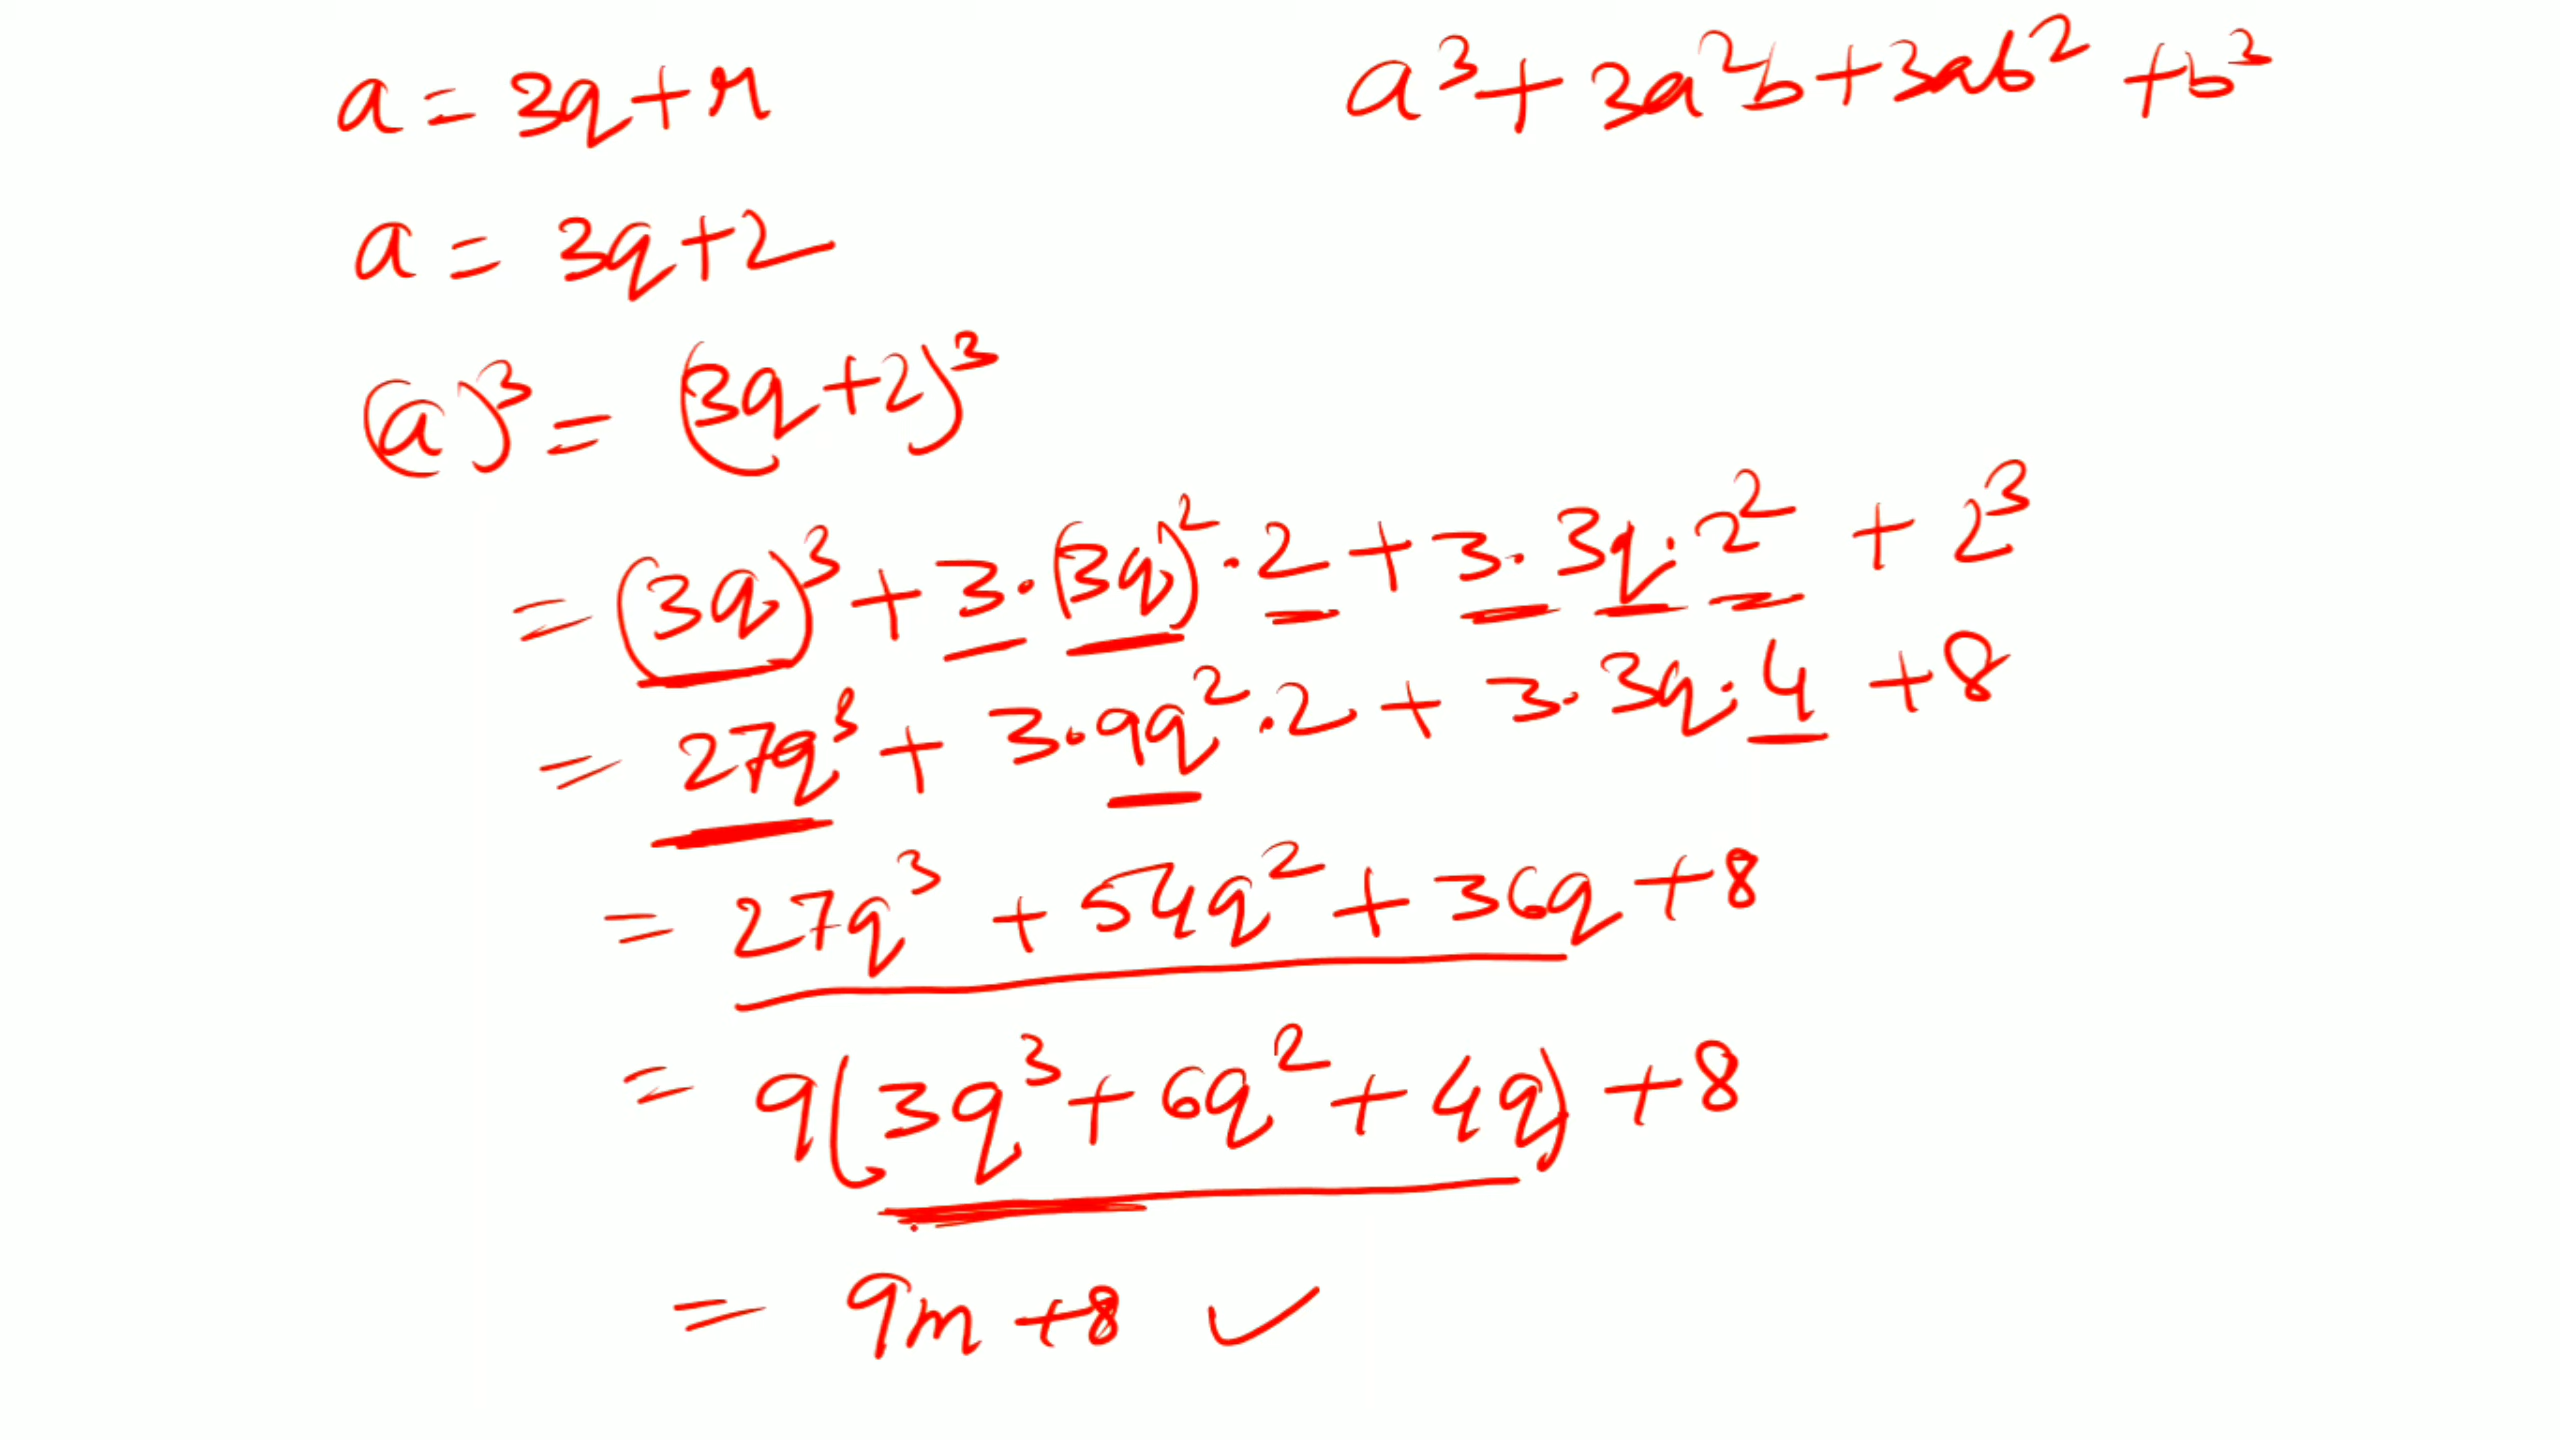 a = 3q+r
a³+3a²b+3ab²+b³
a = 3q+2
(a)³ = (3q+2)³
= (3q)³+3·(3q)²·2+3·3q·2²+2³
= 27q³+3·9q²·2+3·3q·4+8
= 27q³+54q²+36q+8
= 9(3q³+6q²+4q)+8
= 9m+8 ✓